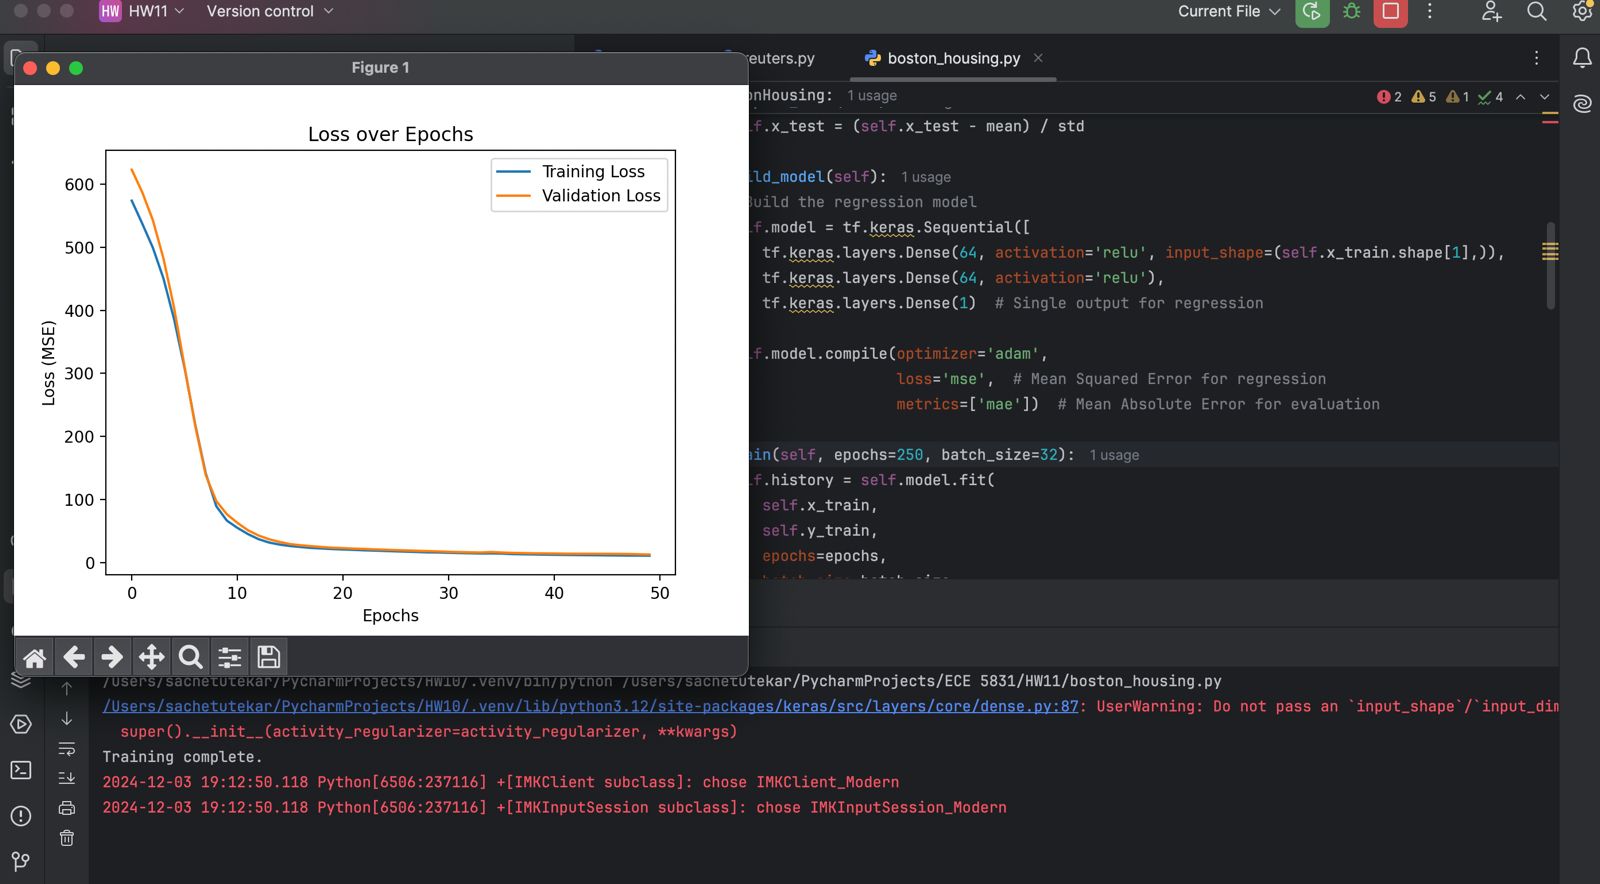 HW HW11 Version control
Current File
euters.py boston_housing.py
Figure 1
Loss over Epochs
Training Loss
Validation Loss
600
500
400
300
200
100
0
Loss (MSE)
0 10 20 30 40 50
Epochs
nHousing: 1 usage
2 5 1 4
f.x_test = (self.x_test - mean) / std
ld_model(self): 1 usage
Build the regression model
f.model = tf.keras.Sequential([
tf.keras.layers.Dense(64, activation='relu', input_shape=(self.x_train.shape[1],)),
tf.keras.layers.Dense(64, activation='relu'),
tf.keras.layers.Dense(1) # Single output for regression
f.model.compile(optimizer='adam',
loss='mse', # Mean Squared Error for regression
metrics=['mae']) # Mean Absolute Error for evaluation
ain(self, epochs=250, batch_size=32): 1 usage
f.history = self.model.fit(
self.x_train,
self.y_train,
epochs=epochs,
/Users/sachetutekar/PycharmProjects/HW10/.venv/bin/python /Users/sachetutekar/PycharmProjects/ECE 5831/HW11/boston_housing.py
/Users/sachetutekar/PycharmProjects/HW10/.venv/lib/python3.12/site-packages/keras/src/layers/core/dense.py:87: UserWarning: Do not pass an `input_shape`/`input_dim
super().__init__(activity_regularizer=activity_regularizer, **kwargs)
Training complete.
2024-12-03 19:12:50.118 Python[6506:237116] +[IMKClient subclass]: chose IMKClient_Modern
2024-12-03 19:12:50.118 Python[6506:237116] +[IMKInputSession subclass]: chose IMKInputSession_Modern